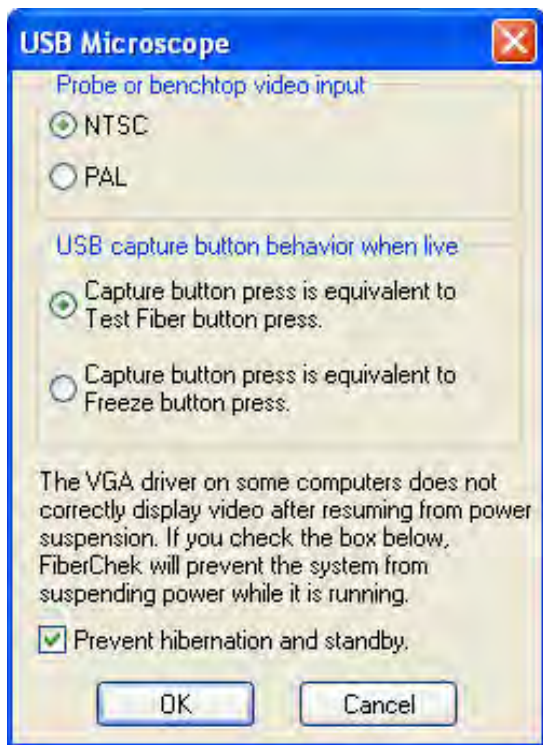 USB Microscope
Probe or benchtop video input
NTSC
PAL
USB capture button behavior when live
Capture button press is equivalent to
Test Fiber button press.
Capture button press is equivalent to
Freeze button press.
The VGA driver on some computers does not
correctly display video after resuming from power
suspension. If you check the box below,
FiberChek will prevent the system from
suspending power while it is running.
Prevent hibernation and standby.
OK
Cancel